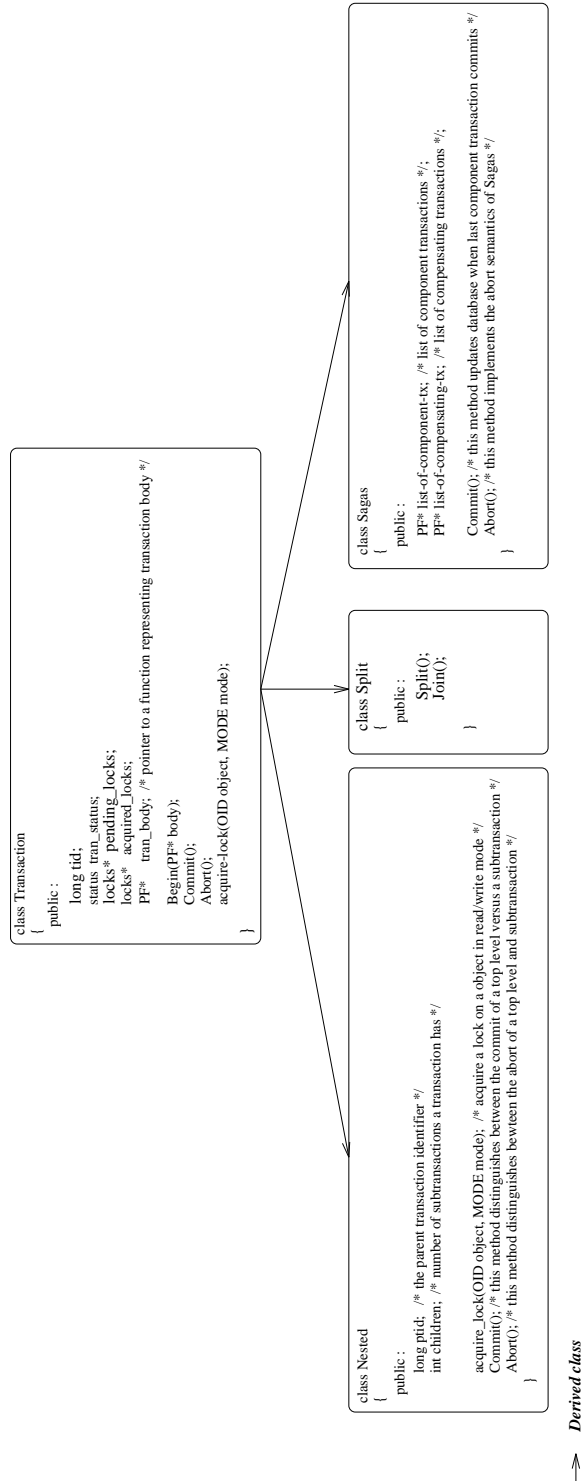 class Transaction
{
public :
long tid;
status tran_status;
locks* pending_locks;
locks* acquired_locks;
PF* tran_body; /* pointer to a function representing transaction body */
Begin(PF* body);
Commit();
Abort();
acquire-lock(OID object, MODE mode);
}
class Nested
{
public :
long ptid; /* the parent transaction identifier */
int children; /* number of subtransactions a transaction has */
acquire_lock(OID object, MODE mode); /* acquire a lock on a object in read/write mode */
Commit(); /* this method distinguishes between the commit of a top level versus a subtransaction */
Abort(); /* this method distinguishes bewteen the abort of a top level and subtransaction */
}
class Split
{
public :
Split();
Join();
}
class Sagas
{
public :
PF* list-of-component-tx; /* list of component transactions */;
PF* list-of-compensating-tx; /* list of compensating transactions */;
Commit(); /* this method updates database when last component transaction commits */
Abort(); /* this method implements the abort semantics of Sagas */
}
Derived class